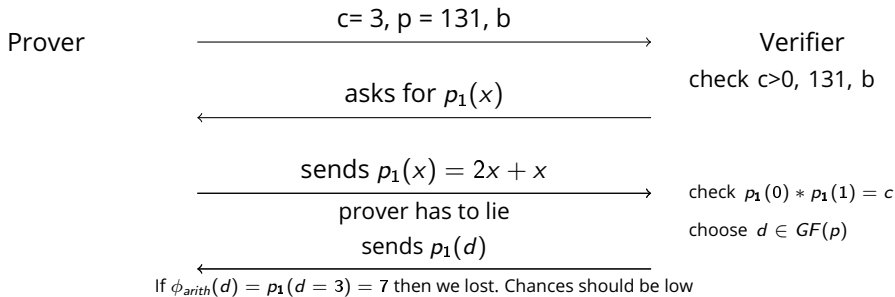 c= 3, p = 131, b
Prover
Verifier
check c>0, 131, b
asks for p₁(x)
sends p₁(x) = 2x + x
check p₁(0) ∗ p₁(1) = c
prover has to lie
choose d ∈ GF(p)
sends p₁(d)
If ϕ_arith(d) = p₁(d = 3) = 7 then we lost. Chances should be low